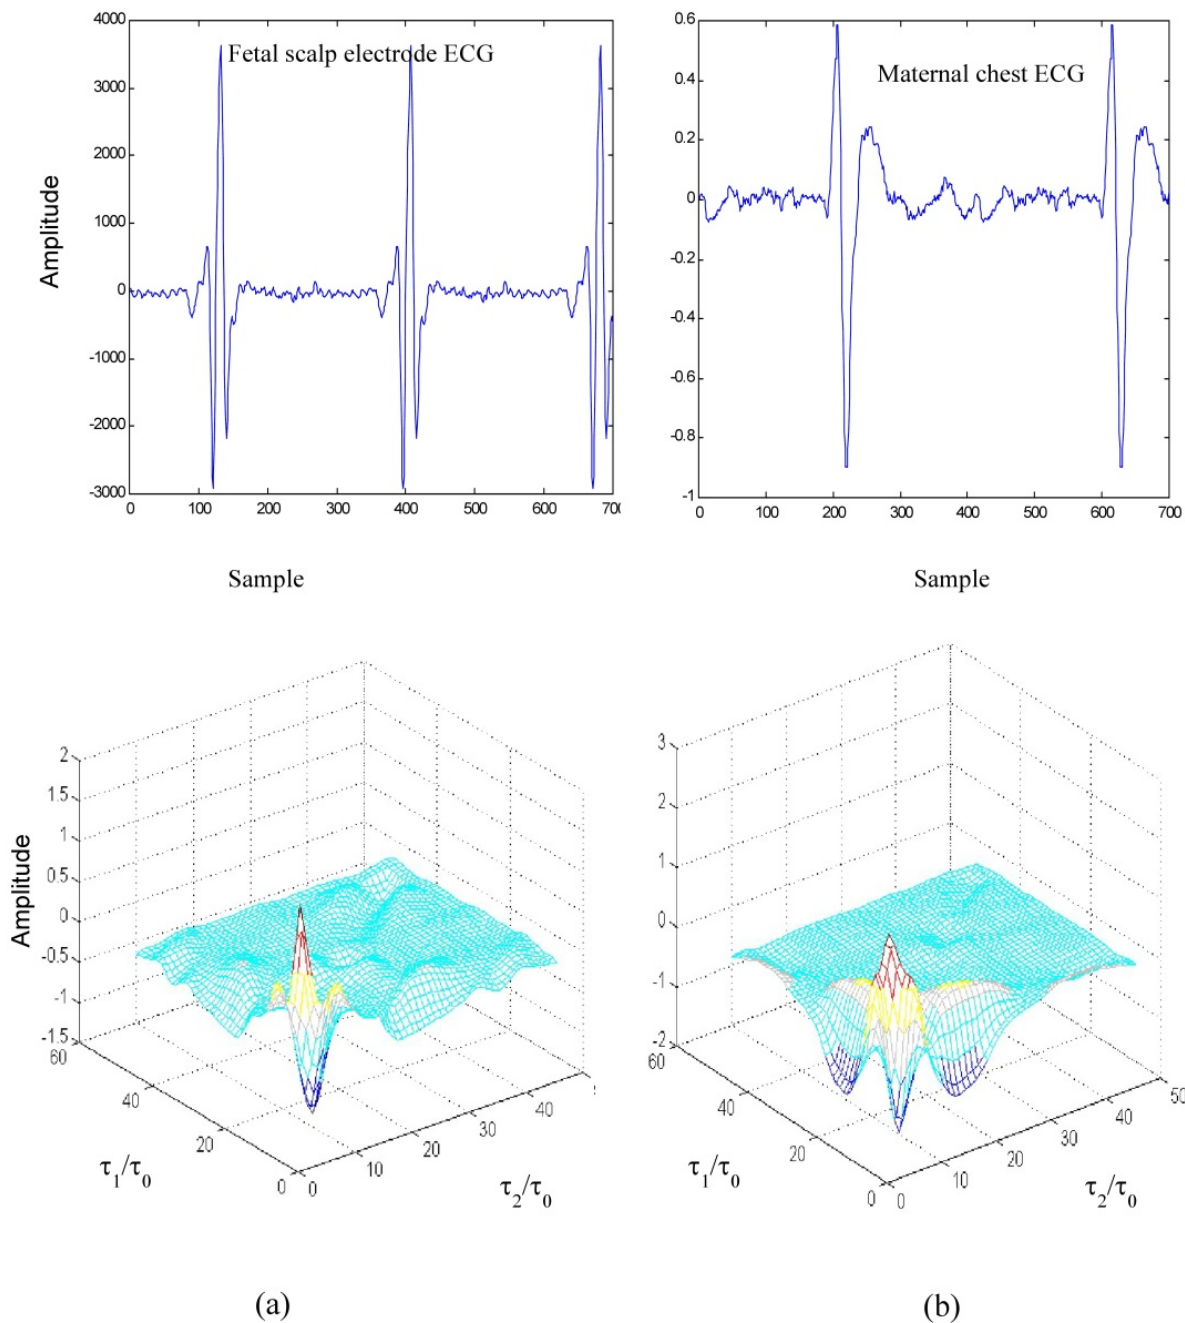 Fetal scalp electrode ECG
Amplitude
4000
3000
2000
1000
0
-1000
-2000
-3000
0 100 200 300 400 500 600 700
Sample
Maternal chest ECG
0.6
0.4
0.2
0
-0.2
-0.4
-0.6
-0.8
-1
0 100 200 300 400 500 600 700
Sample
Amplitude
2
1.5
1
0.5
0
-0.5
-1
-1.5
60 40 20 0
0 10 20 30 40
τ1/τ0
τ2/τ0
3
2
1
0
-1
-2
60 40 20 0
0 10 20 30 40 50
τ1/τ0
τ2/τ0
(a)
(b)